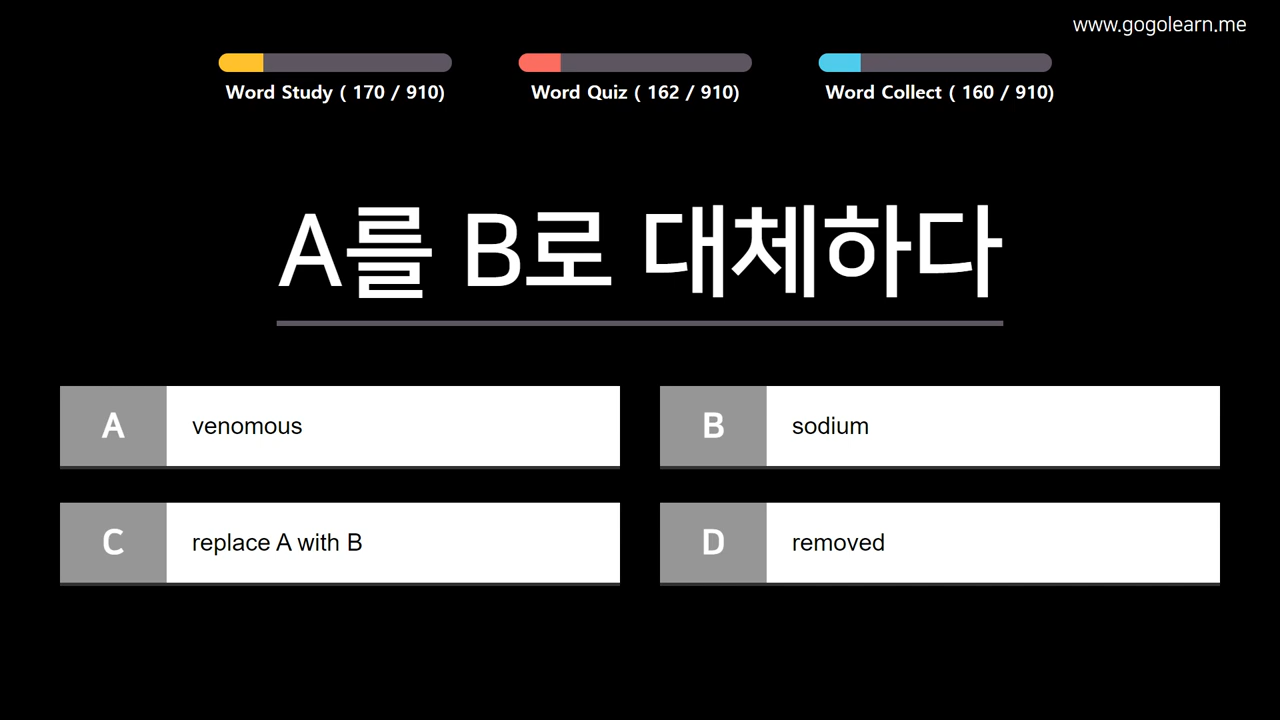 www.gogolearn.me
Word Study ( 170 / 910)
Word Quiz ( 162 / 910)
Word Collect ( 160 / 910)
A를 B로 대체하다
A venomous
B sodium
C replace A with B
D removed